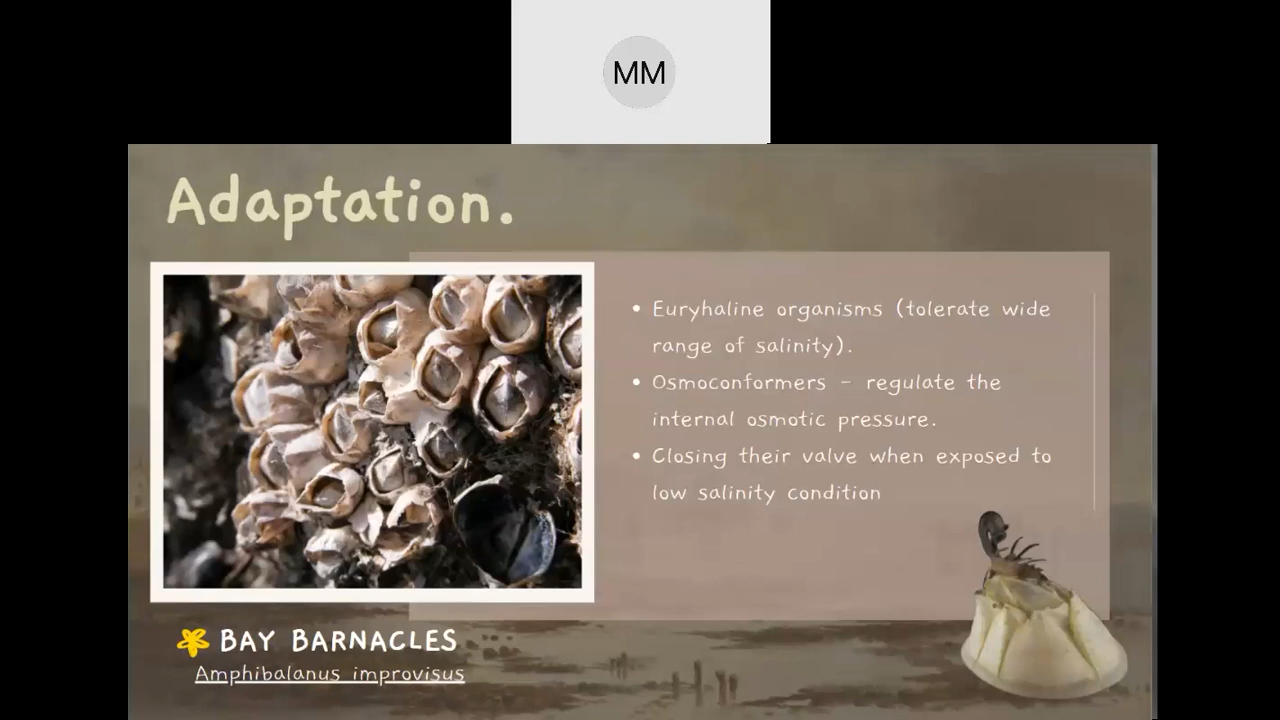 MM
Adaptation.
• Euryhaline organisms (tolerate wide
range of salinity).
• Osmoconformers - regulate the
internal osmotic pressure.
• Closing their valve when exposed to
low salinity condition
BAY BARNACLES
Amphibalanus improvisus